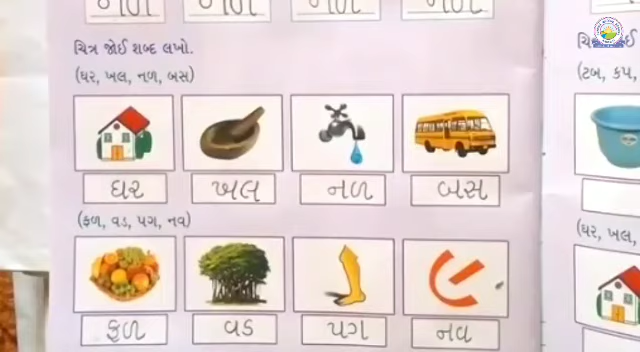 ચિત્ર જોઈ શબ્દ લખો.
(ઘર, ખલ, નળ, બસ)
(ટબ, કપ,
ઘર ખલ નળ બસ
(ફળ, વડ, પગ, નવ)
(ઘર, ખલ,
ફળ વડ પગ નવ